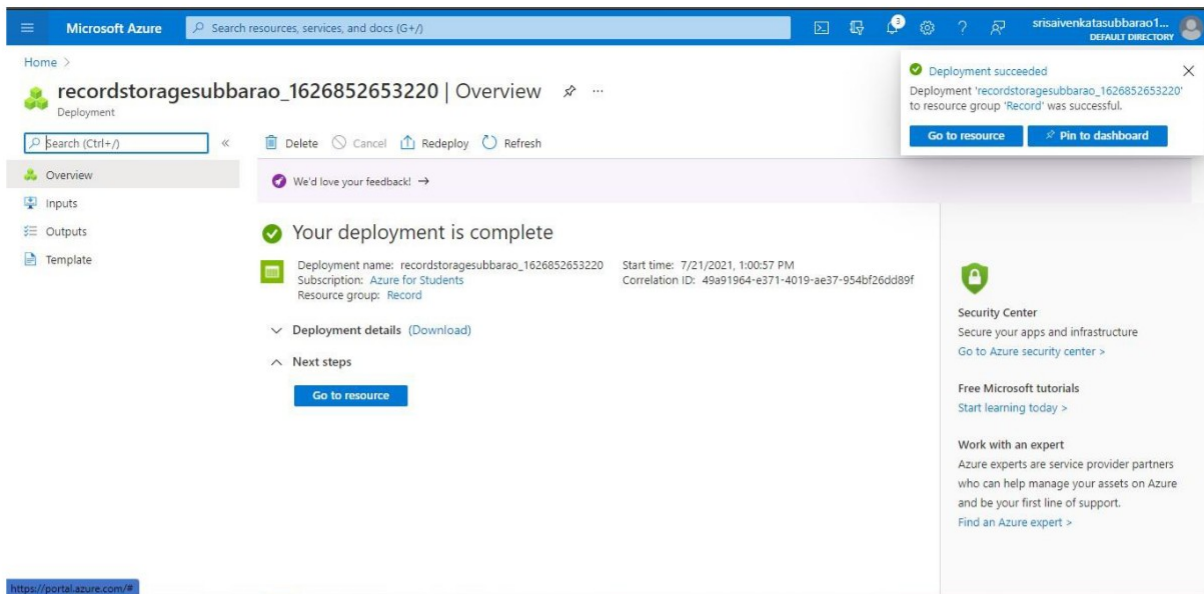 Microsoft Azure
Search resources, services, and docs (G+/)
3
srisaivenkatasubbarao1...
DEFAULT DIRECTORY
Home >
recordstoragesubbarao_1626852653220 | Overview
Deployment
Deployment succeeded
Deployment 'recordstoragesubbarao_1626852653220'
to resource group 'Record' was successful.
Go to resource
Pin to dashboard
Search (Ctrl+/)
Overview
Inputs
Outputs
Template
Delete Cancel Redeploy Refresh
We'd love your feedback! →
Your deployment is complete
Deployment name: recordstoragesubbarao_1626852653220
Subscription: Azure for Students
Resource group: Record
Start time: 7/21/2021, 1:00:57 PM
Correlation ID: 49a91964-e371-4019-ae37-954bf26dd89f
Deployment details (Download)
Next steps
Go to resource
Security Center
Secure your apps and infrastructure
Go to Azure security center >
Free Microsoft tutorials
Start learning today >
Work with an expert
Azure experts are service provider partners
who can help manage your assets on Azure
and be your first line of support.
Find an Azure expert >
https://portal.azure.com/#